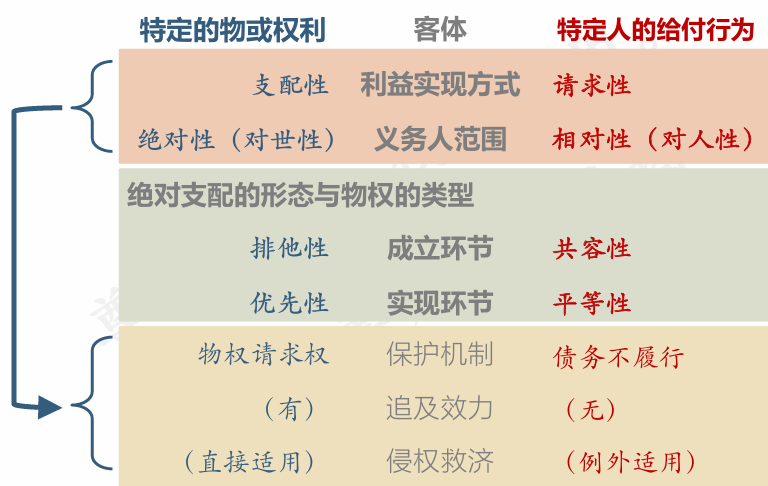 特定的物或权利 客体 特定人的给付行为
支配性 利益实现方式 请求性
绝对性（对世性） 义务人范围 相对性（对人性）
绝对支配的形态与物权的类型
排他性 成立环节 共容性
优先性 实现环节 平等性
物权请求权 保护机制 债务不履行
（有） 追及效力 （无）
（直接适用） 侵权救济 （例外适用）